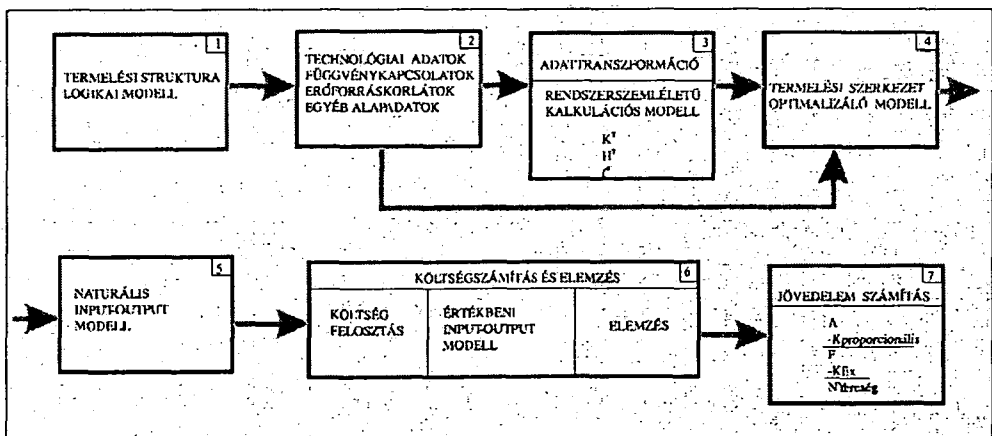 1
TERMELÉSI STRUKTURA
LOGIKAI MODELL
2
TECHNOLÓGIAI ADATOK
FÜGGVÉNYKAPCSOLATOK
ERŐFORRÁSKORLÁTOK
EGYÉB ALAPADATOK
3
ADATTRANSZFORMÁCIÓ
RENDSZERSZEMLÉLETŰ
KALKULÁCIÓS MODELL
K
H
4
TERMELÉSI SZERKEZET
OPTIMALIZÁLÓ MODELL
5
NATURÁLIS
INPUT-OUTPUT
MODELL
6
KÖLTSÉGSZÁMÍTÁS ÉS ELEMZÉS
KÖLTSÉG
FELOSZTÁS
ÉRTÉKBENI
INPUT-OUTPUT
MODELL
ELEMZÉS
7
JÖVEDELEM SZÁMÍTÁS
A
-Kproporcionális
F
-Kfix